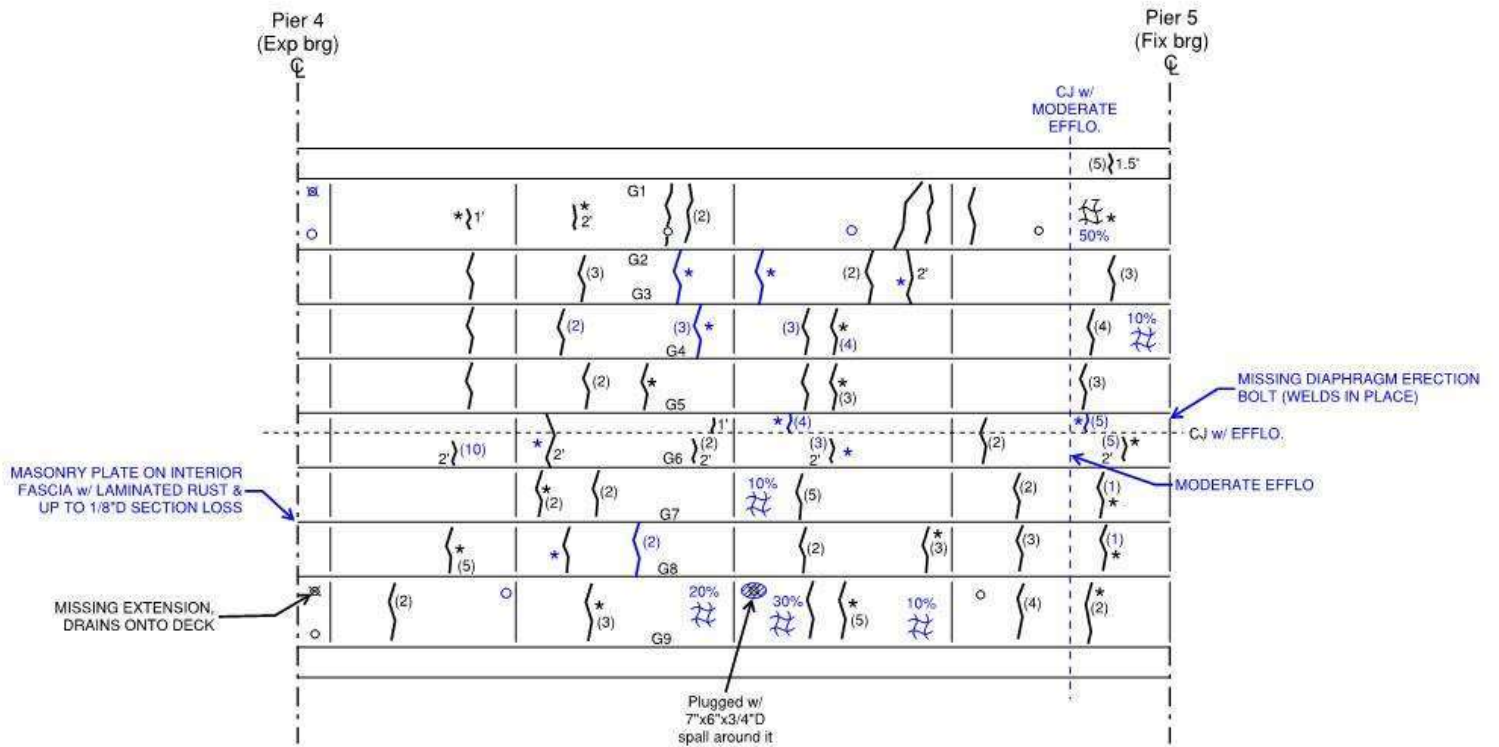 Pier 4
(Exp brg)
℄
Pier 5
(Fix brg)
℄
CJ w/
MODERATE
EFFLO.
(5) 1.5'
G1
* 1'
*
2'
(2)
*
50%
G2
(3)
*
*
(2)
2'
*
(3)
G3
(2)
(3) *
(3)
*
(4)
(4)
10%
G4
(2)
*
*
(3)
(3)
G5
MISSING DIAPHRAGM ERECTION
BOLT (WELDS IN PLACE)
1'
* (4)
* (5)
CJ w/ EFFLO.
2' (10)
*
2'
G6
(2)
2'
(3)
2' *
(2)
(5)
2' *
MASONRY PLATE ON INTERIOR
FASCIA w/ LAMINATED RUST &
UP TO 1/8"D SECTION LOSS
MODERATE EFFLO
*
(2)
(2)
G7
10%
(5)
(2)
(1)
*
*
(5)
*
(2)
G8
(2)
*
(3)
(3)
(1)
*
MISSING EXTENSION,
DRAINS ONTO DECK
(2)
*
(3)
20%
30%
*
(5)
10%
(4)
*
(2)
G9
Plugged w/
7"x6"x3/4"D
spall around it